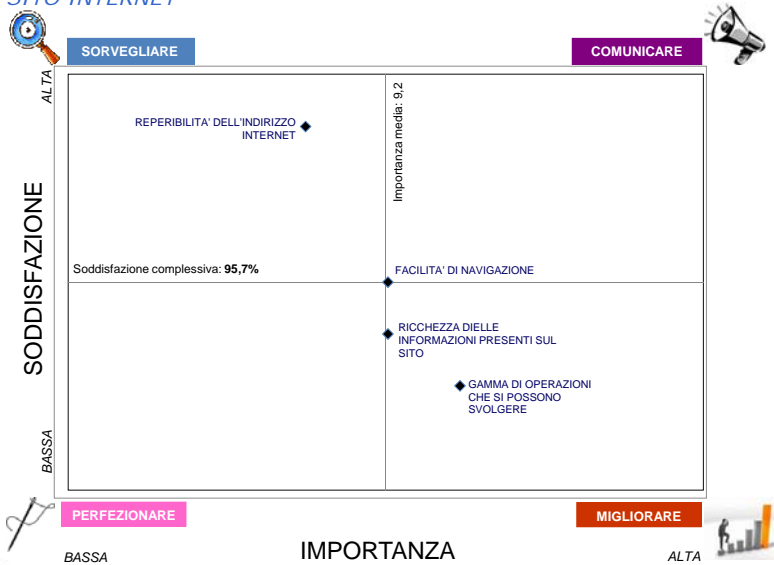 SITO INTERNET
SORVEGLIARE
COMUNICARE
ALTA
REPERIBILITA' DELL'INDIRIZZO
INTERNET
Importanza media: 9,2
SODDISFAZIONE
Soddisfazione complessiva: 95,7%
FACILITA' DI NAVIGAZIONE
RICCHEZZA DIELLE
INFORMAZIONI PRESENTI SUL
SITO
GAMMA DI OPERAZIONI
CHE SI POSSONO
SVOLGERE
BASSA
PERFEZIONARE
MIGLIORARE
BASSA
IMPORTANZA
ALTA